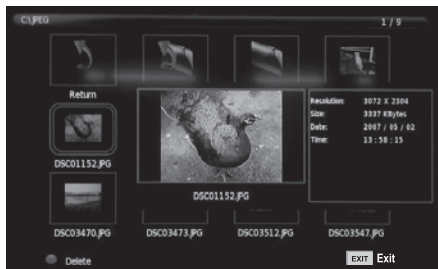 C:\JPEG
1 / 9
Return
Resolution: 3072 X 2304
Size: 3337 KBytes
Date: 2007 / 05 / 02
Time: 13 : 58 : 15
DSC01152.JPG
DSC01152.JPG
DSC03470.JPG DSC03473.JPG DSC03512.JPG DSC03547.JPG
Delete
EXIT Exit